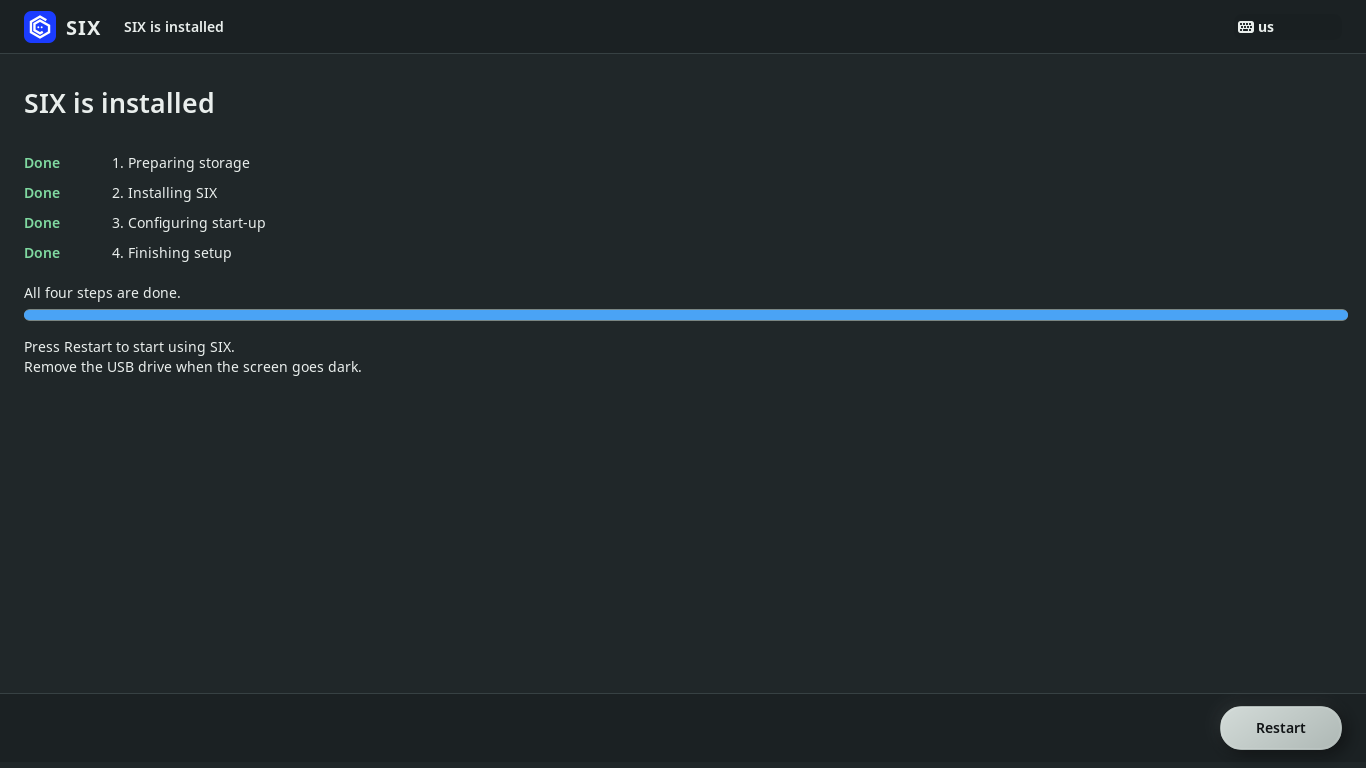 SIX SIX is installed us
SIX is installed
Done 1. Preparing storage
Done 2. Installing SIX
Done 3. Configuring start-up
Done 4. Finishing setup
All four steps are done.
Press Restart to start using SIX.
Remove the USB drive when the screen goes dark.
Restart